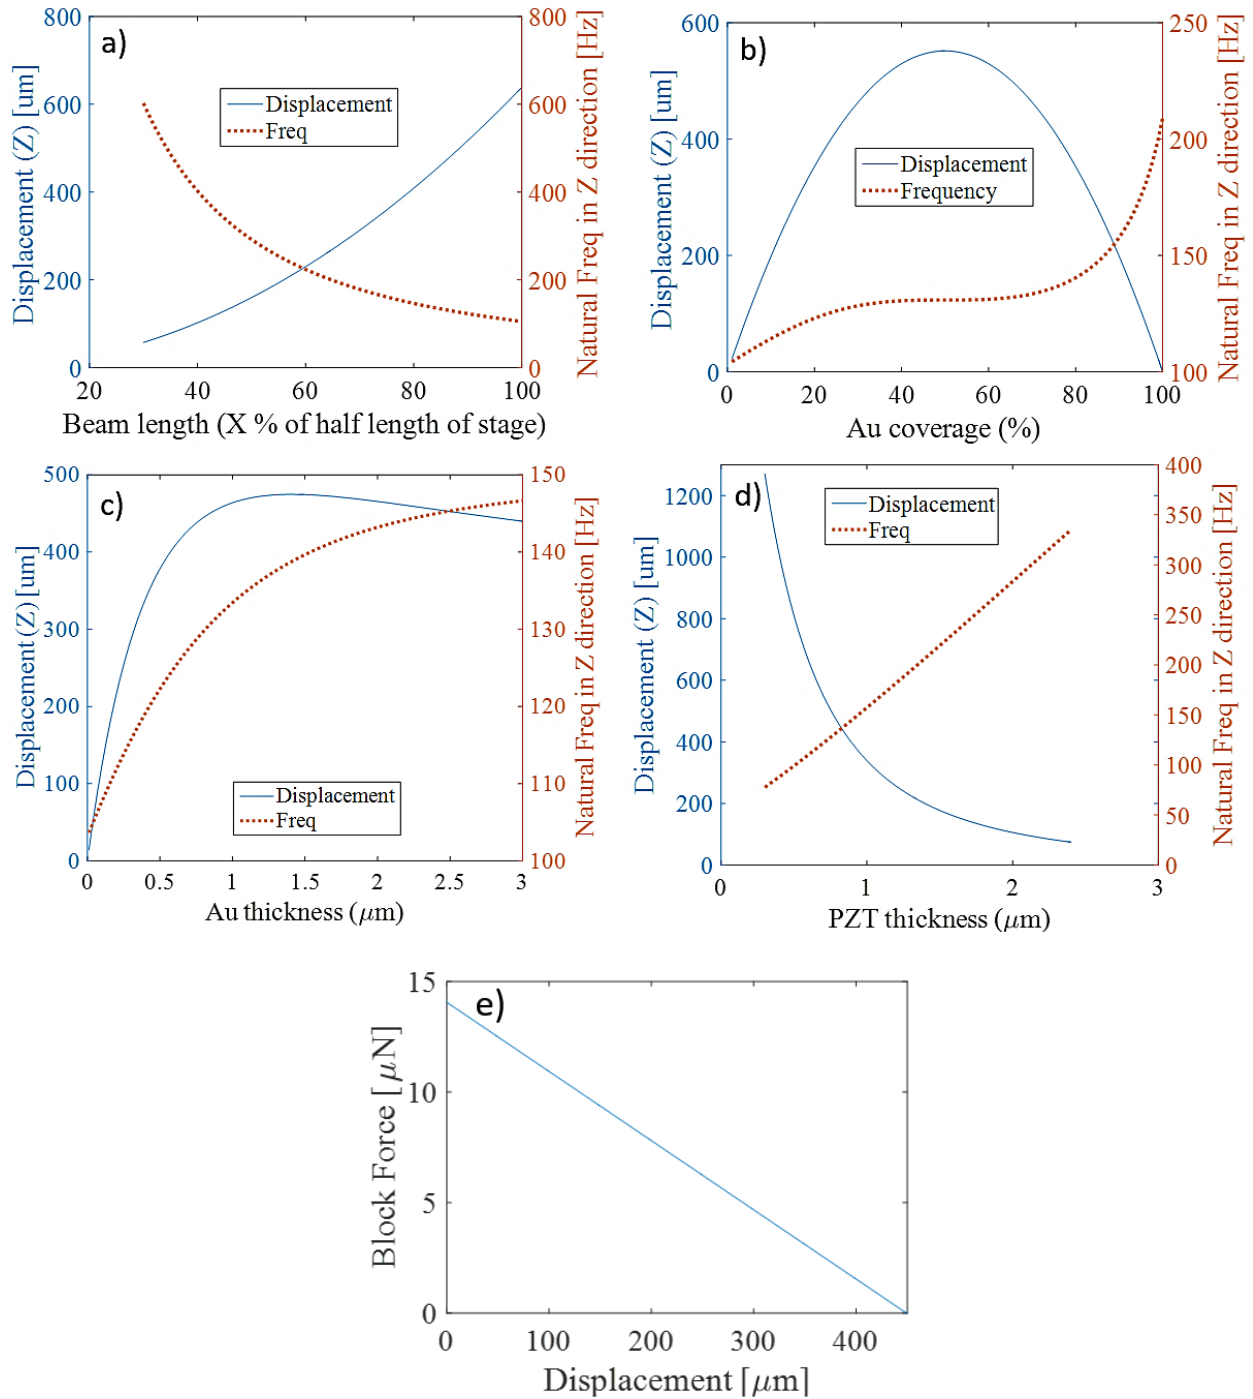 a)
800
600
400
200
0
Displacement (Z) [um]
800
600
400
200
0
Natural Freq in Z direction [Hz]
Displacement
Freq
20 40 60 80 100
Beam length (X % of half length of stage)
b)
600
400
200
0
Displacement (Z) [um]
250
200
150
100
Natural Freq in Z direction [Hz]
Displacement
Frequency
0 20 40 60 80 100
Au coverage (%)
c)
500
400
300
200
100
0
Displacement (Z) [um]
150
140
130
120
110
100
Natural Freq in Z direction [Hz]
Displacement
Freq
0 0.5 1 1.5 2 2.5 3
Au thickness (μm)
d)
1200
1000
800
600
400
200
0
Displacement (Z) [um]
400
350
300
250
200
150
100
50
0
Natural Freq in Z direction [Hz]
Displacement
Freq
0 1 2 3
PZT thickness (μm)
e)
15
10
5
0
Block Force [μN]
0 100 200 300 400
Displacement [μm]